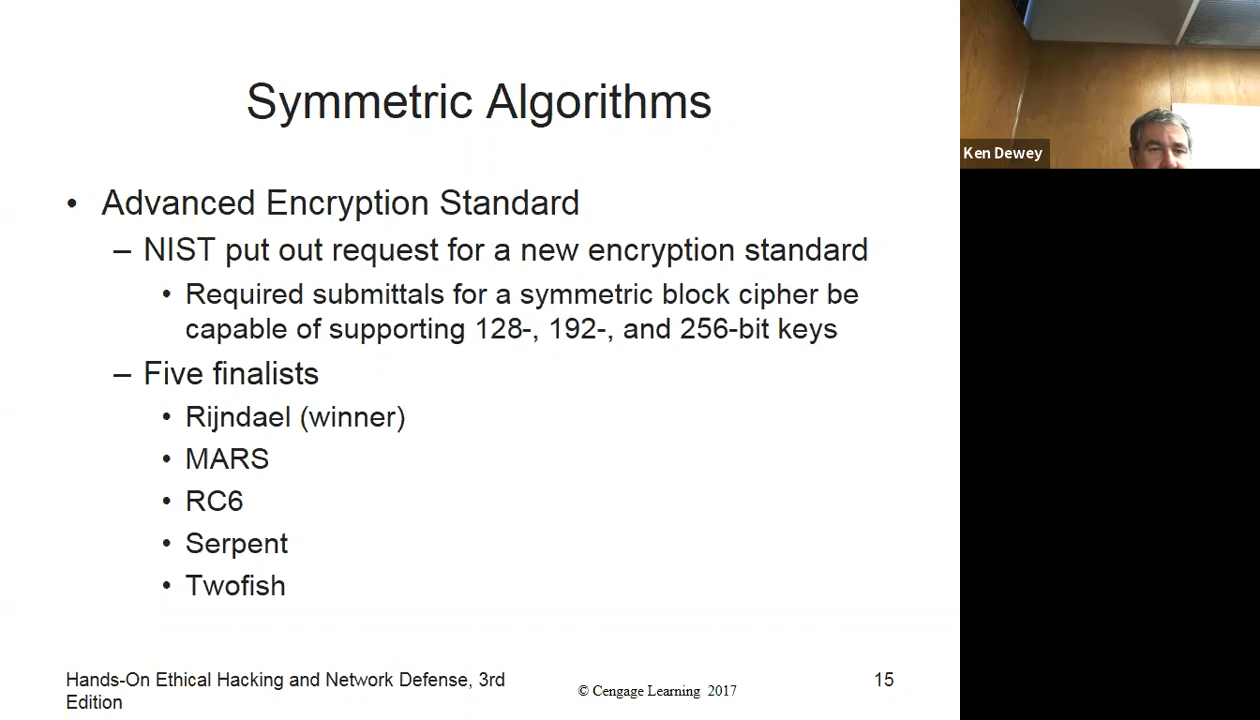 Symmetric Algorithms
Ken Dewey
• Advanced Encryption Standard
– NIST put out request for a new encryption standard
• Required submittals for a symmetric block cipher be
capable of supporting 128-, 192-, and 256-bit keys
– Five finalists
• Rijndael (winner)
• MARS
• RC6
• Serpent
• Twofish
Hands-On Ethical Hacking and Network Defense, 3rd
Edition
© Cengage Learning 2017
15